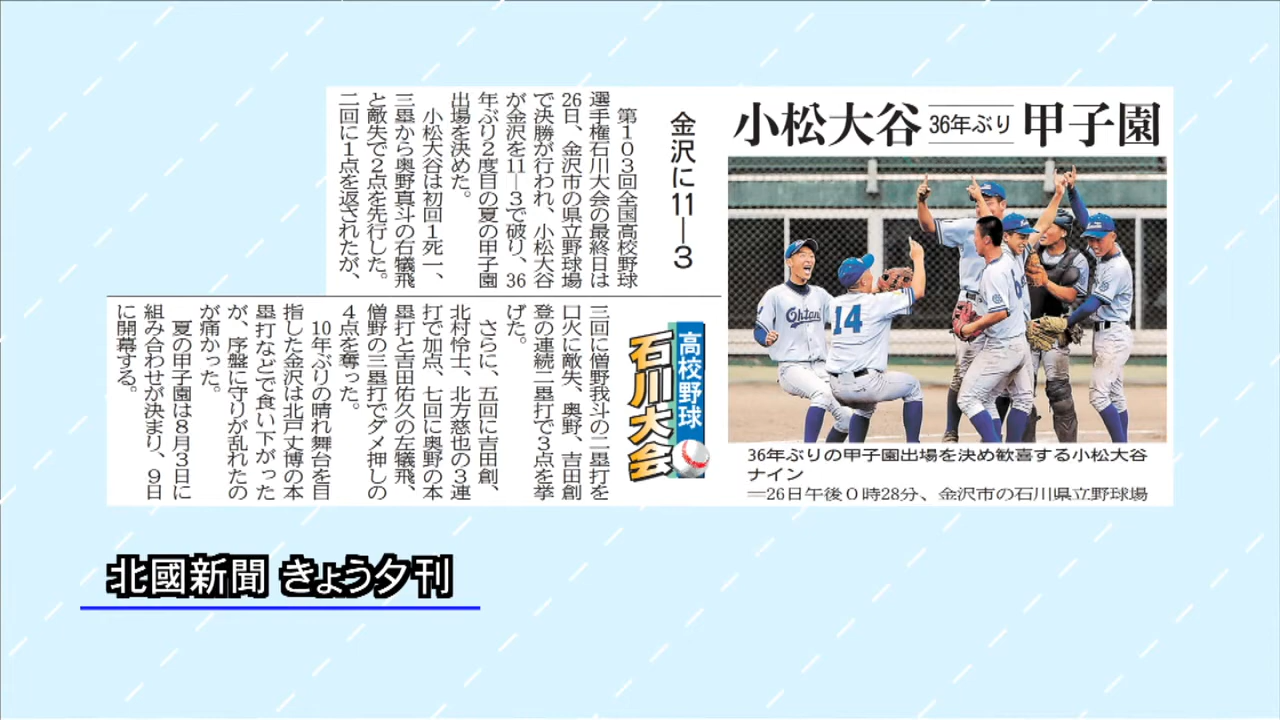 小松大谷 36年ぶり 甲子園
金沢に11―3
第103回全国高校野球
選手権石川大会の最終日は
26日、金沢市の県立野球場
で決勝が行われ、小松大谷
が金沢を11―3で破り、36
年ぶり2度目の夏の甲子園
出場を決めた。
小松大谷は初回1死一、
三塁から奥野真斗の右犠飛
と敵失で2点を先行した。
二回に1点を返されたが、
三回に僧野我斗の二塁打を
口火に敵失、奥野、吉田創
登の連続二塁打で3点を挙
げた。
さらに、五回に吉田創、
北村怜士、北方慈也の3連
打で加点、七回に奥野の本
塁打と吉田佑久の左犠飛、
僧野の三塁打でダメ押しの
4点を奪った。
10年ぶりの晴れ舞台を目
指した金沢は北戸丈博の本
塁打などで食い下がった
が、序盤に守りが乱れたの
が痛かった。
夏の甲子園は8月3日に
組み合わせが決まり、9日
に開幕する。
高校野球
石川大会
Ohtani
14
36年ぶりの甲子園出場を決め歓喜する小松大谷
ナイン
＝26日午後0時28分、金沢市の石川県立野球場
北國新聞 きょう夕刊